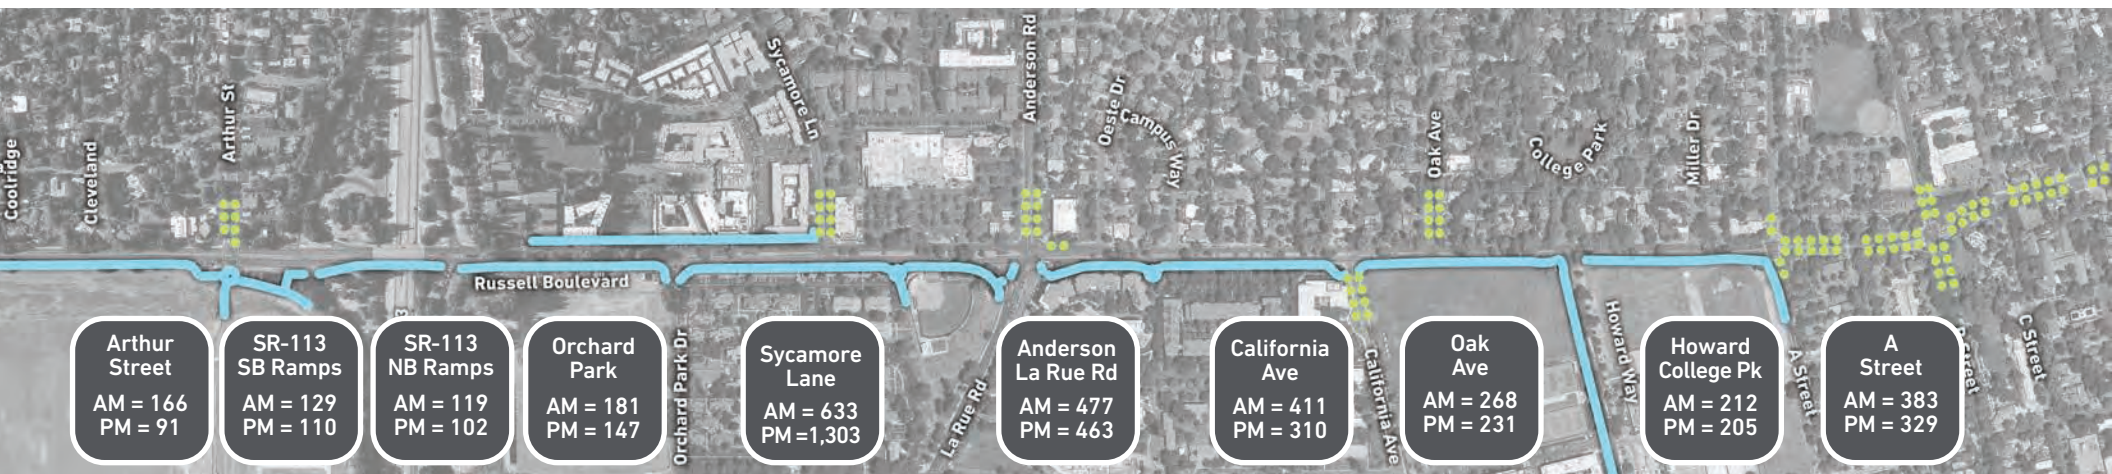 Coolridge
Cleveland
Arthur St
Sycamore Ln
Anderson Rd
Oeste Dr
Campus Way
Oak Ave
College Park
Miller Dr
Russell Boulevard
Orchard Park Dr
La Rue Rd
California Ave
Howard Way
A Street
Street
C Street
3
Arthur
Street
AM = 166
PM = 91
SR-113
SB Ramps
AM = 129
PM = 110
SR-113
NB Ramps
AM = 119
PM = 102
Orchard
Park
AM = 181
PM = 147
Sycamore
Lane
AM = 633
PM =1,303
Anderson
La Rue Rd
AM = 477
PM = 463
California
Ave
AM = 411
PM = 310
Oak
Ave
AM = 268
PM = 231
Howard
College Pk
AM = 212
PM = 205
A
Street
AM = 383
PM = 329